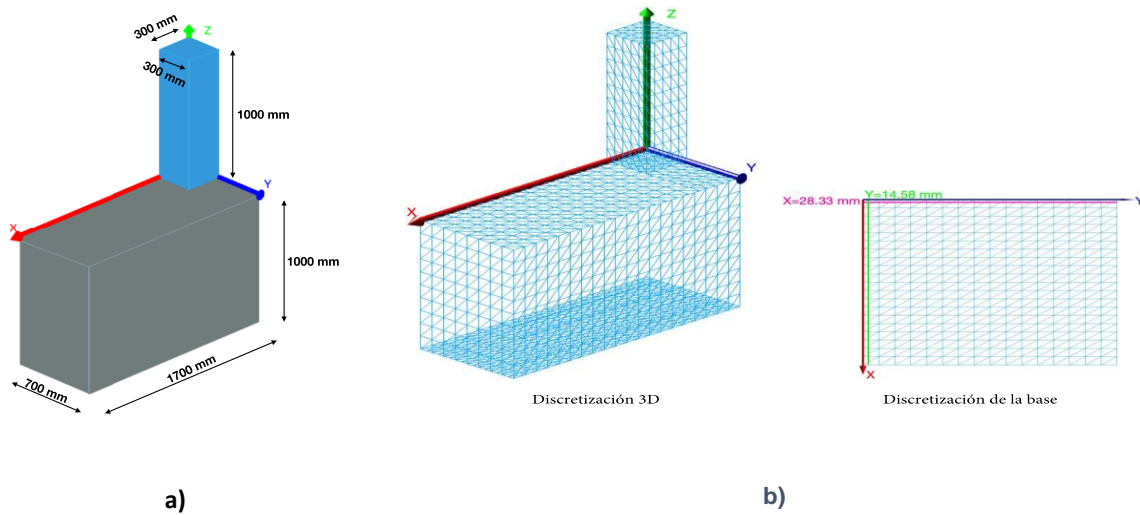 300 mm
Z
300 mm
1000 mm
Y
X
1000 mm
700 mm
1700 mm
a)
Z
Y
X
Discretización 3D
X=28.33 mm
Y=14.58 mm
Y
X
Discretización de la base
b)